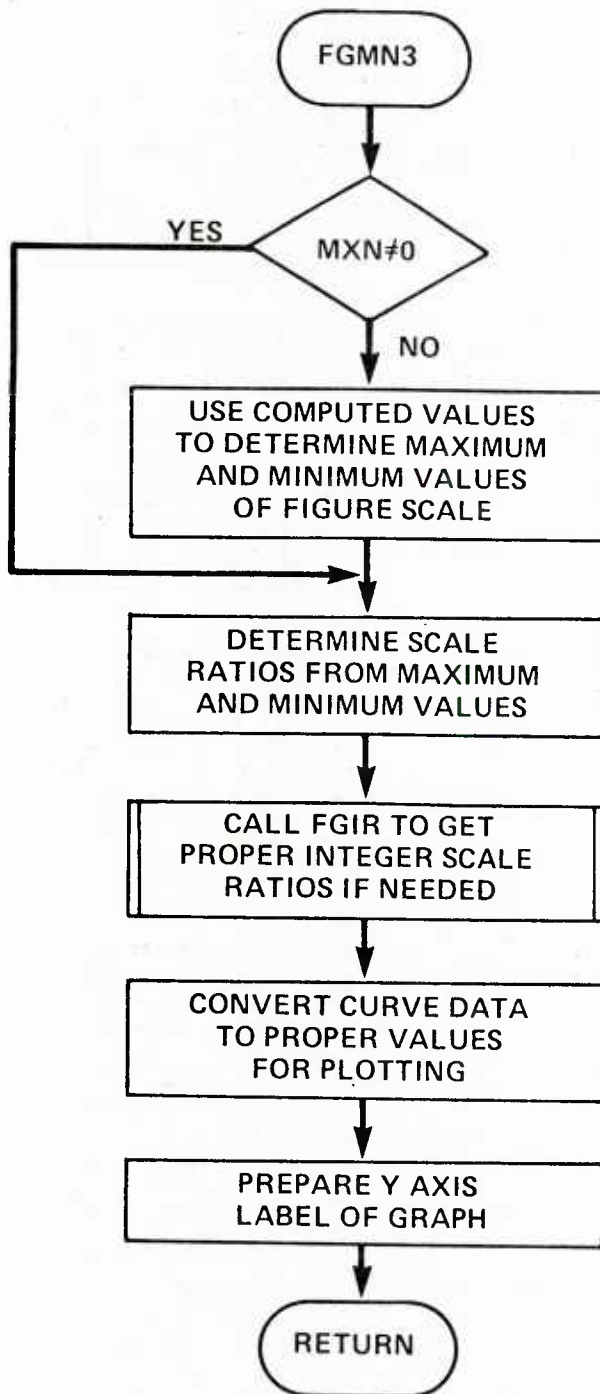 FGMN3
YES
MXN≠0
NO
USE COMPUTED VALUES
TO DETERMINE MAXIMUM
AND MINIMUM VALUES
OF FIGURE SCALE
DETERMINE SCALE
RATIOS FROM MAXIMUM
AND MINIMUM VALUES
CALL FGIR TO GET
PROPER INTEGER SCALE
RATIOS IF NEEDED
CONVERT CURVE DATA
TO PROPER VALUES
FOR PLOTTING
PREPARE Y AXIS
LABEL OF GRAPH
RETURN